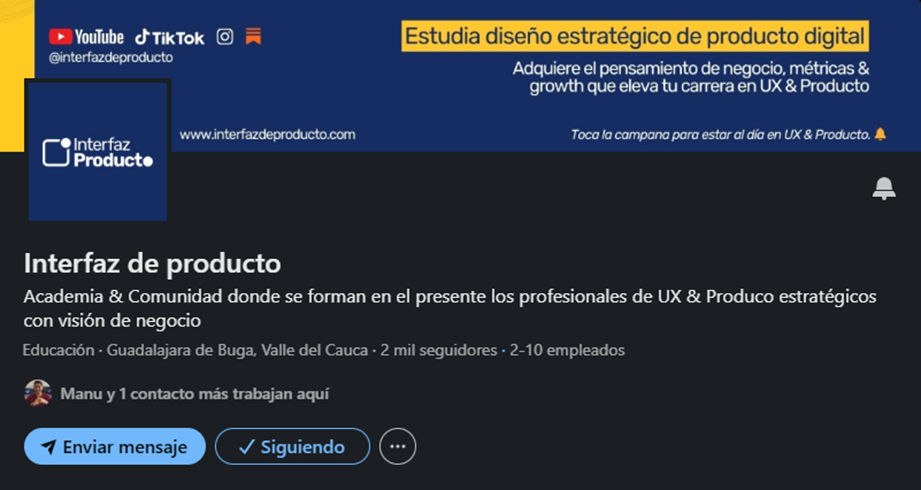 YouTube TikTok
@interfazdeproducto
Estudia diseño estratégico de producto digital
Adquiere el pensamiento de negocio, métricas &
growth que eleva tu carrera en UX & Producto
www.interfazdeproducto.com
Toca la campana para estar al día en UX & Producto.
Interfaz
Producto
Interfaz de producto
Academia & Comunidad donde se forman en el presente los profesionales de UX & Produco estratégicos
con visión de negocio
Educación · Guadalajara de Buga, Valle del Cauca · 2 mil seguidores · 2-10 empleados
Manu y 1 contacto más trabajan aquí
Enviar mensaje
Siguiendo